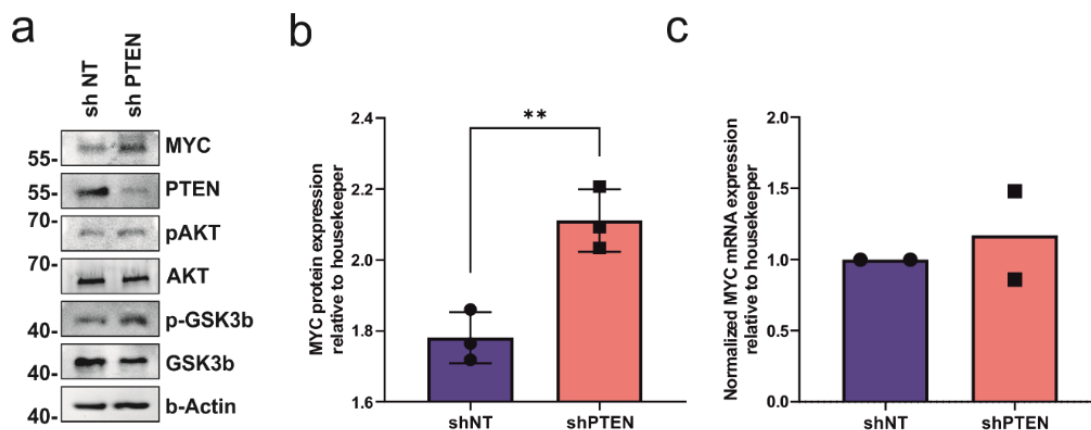 a
sh NT
sh PTEN
55-
MYC
55-
PTEN
70-
pAKT
70-
AKT
40-
p-GSK3b
40-
GSK3b
40-
b-Actin
b
MYC protein expression
relative to housekeeper
2.4
2.2
2.0
1.8
1.6
**
shNT
shPTEN
c
Normalized MYC mRNA expression
relative to housekeeper
2.0
1.5
1.0
0.5
0.0
shNT
shPTEN